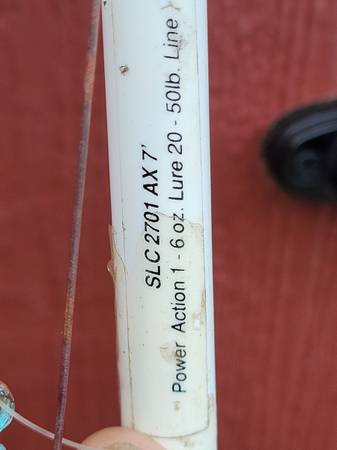 SLC 2701 AX 7'
Power Action 1 - 6 oz. Lure 20 - 50lb. Line